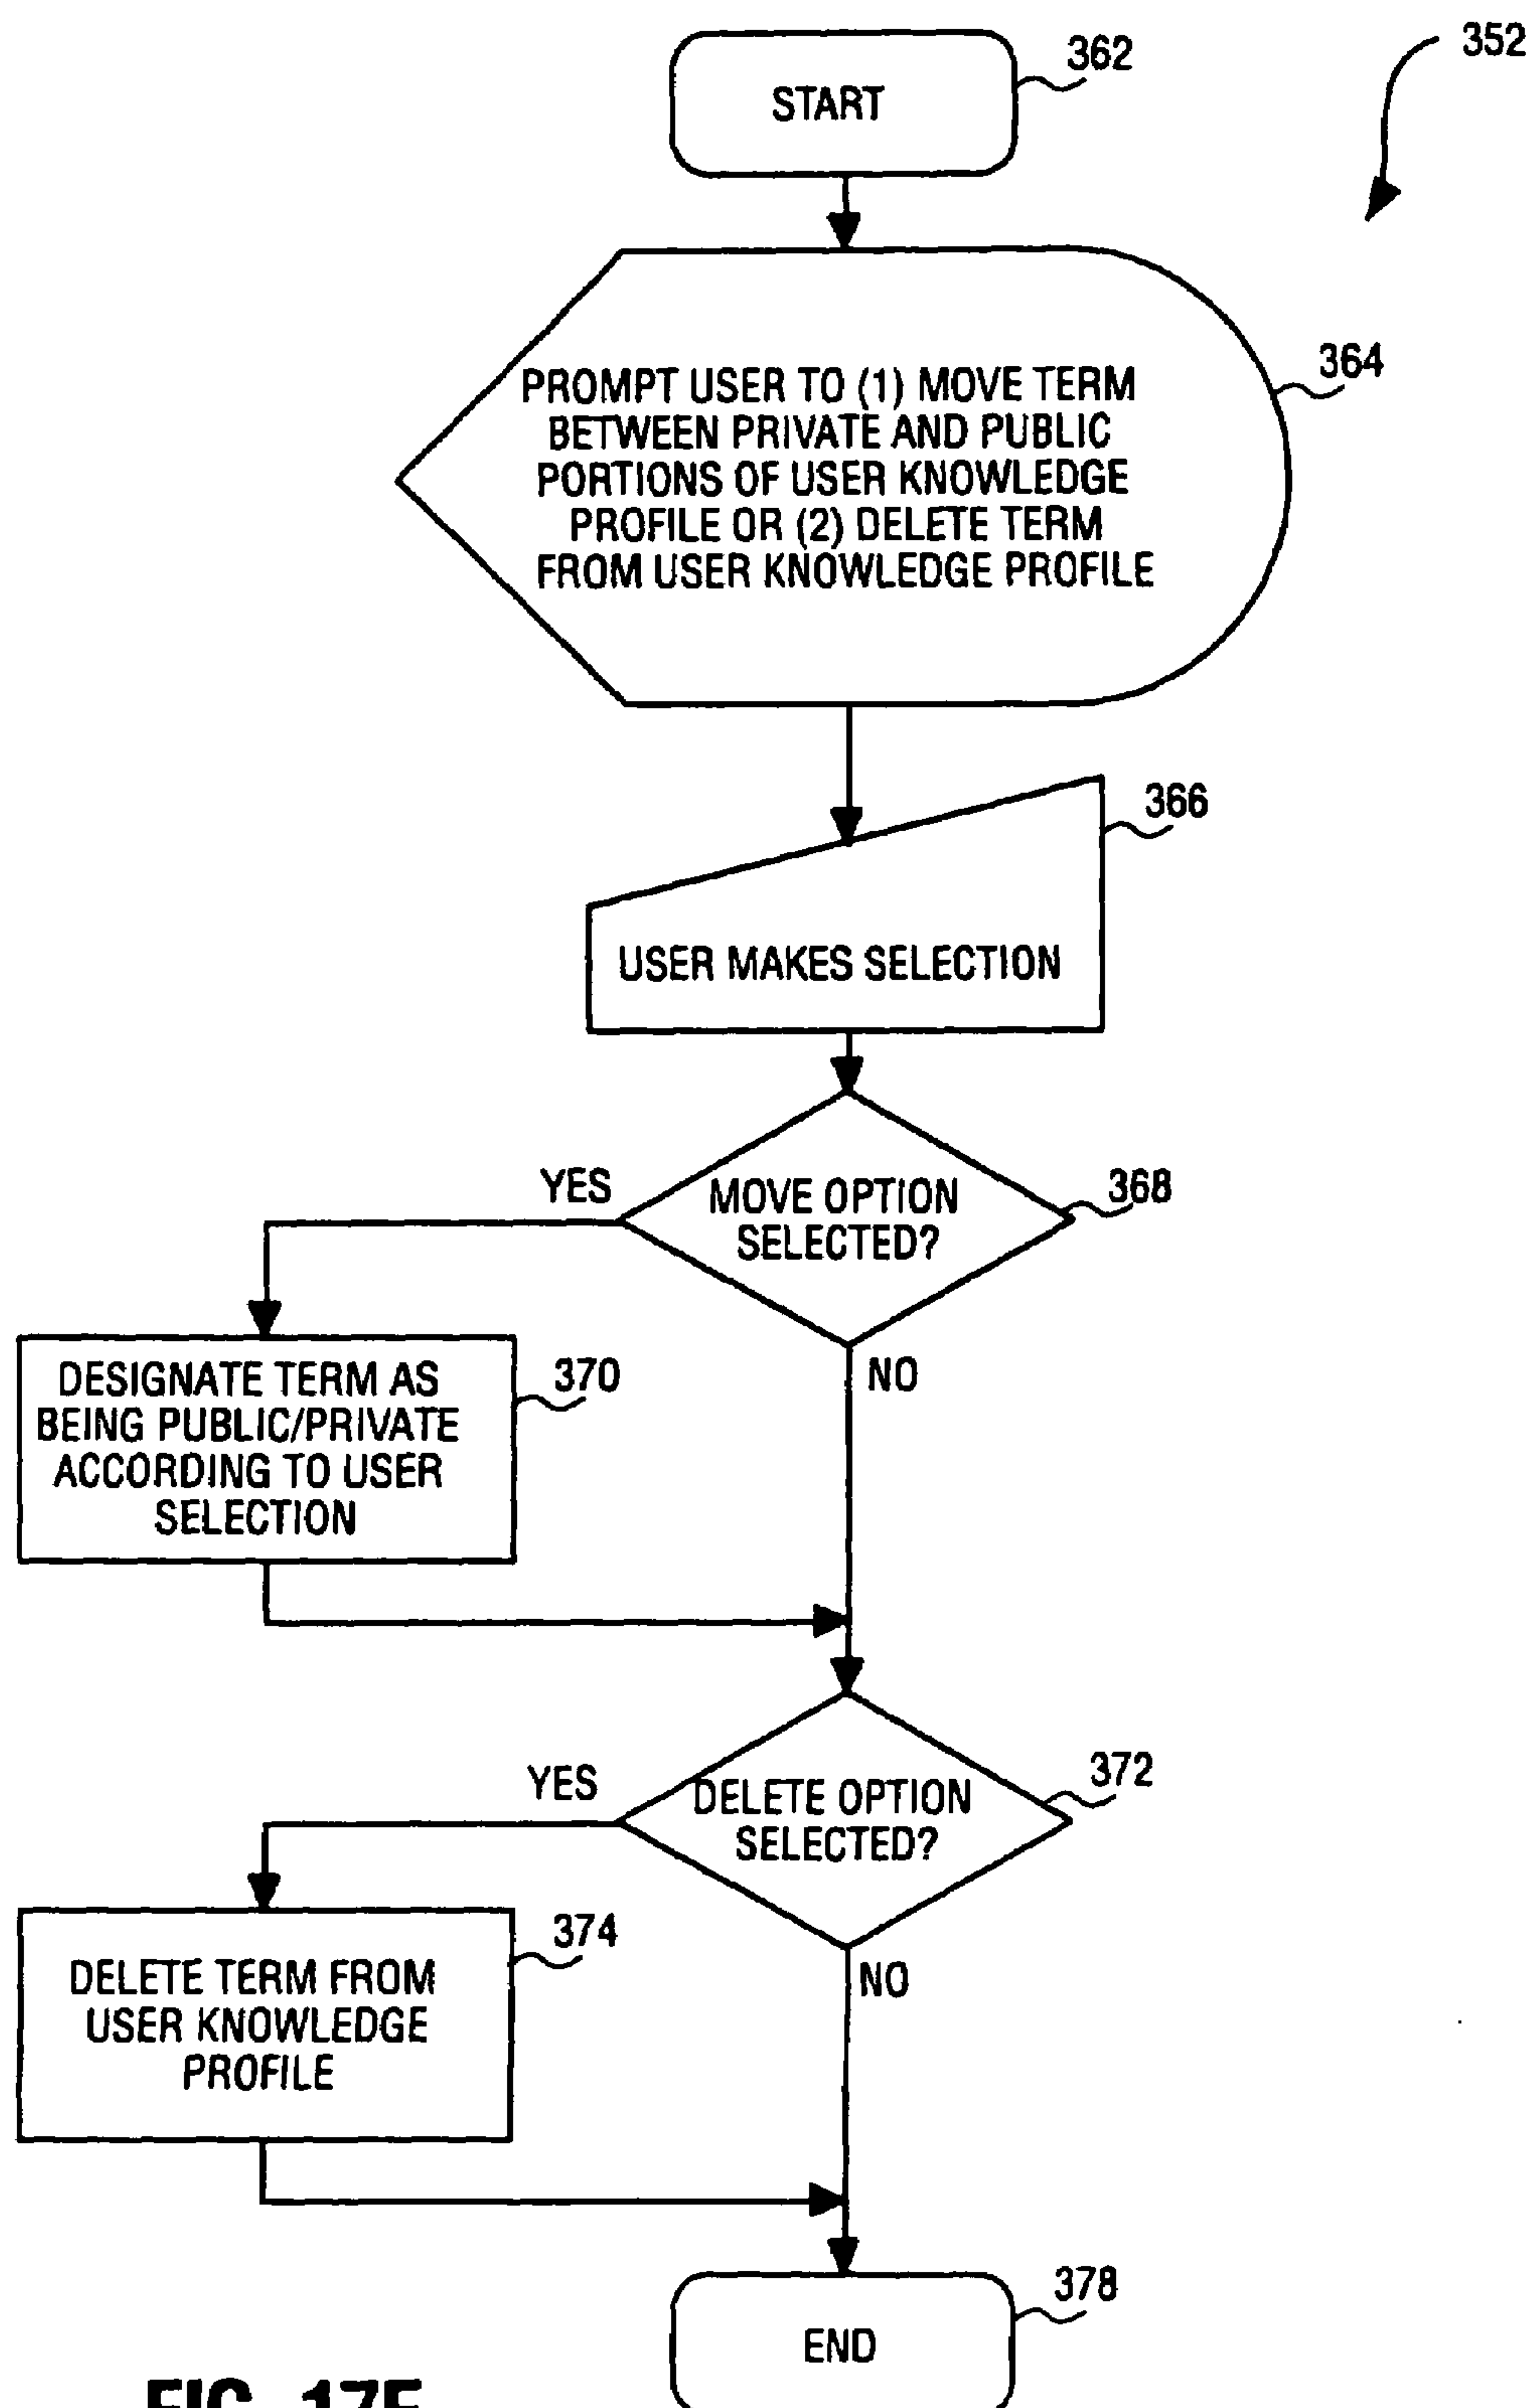 352
362
START
364
PROMPT USER TO (1) MOVE TERM
BETWEEN PRIVATE AND PUBLIC
PORTIONS OF USER KNOWLEDGE
PROFILE OR (2) DELETE TERM
FROM USER KNOWLEDGE PROFILE
366
USER MAKES SELECTION
YES
MOVE OPTION
SELECTED?
368
NO
DESIGNATE TERM AS
BEING PUBLIC/PRIVATE
ACCORDING TO USER
SELECTION
370
YES
DELETE OPTION
SELECTED?
372
NO
DELETE TERM FROM
USER KNOWLEDGE
PROFILE
374
378
END